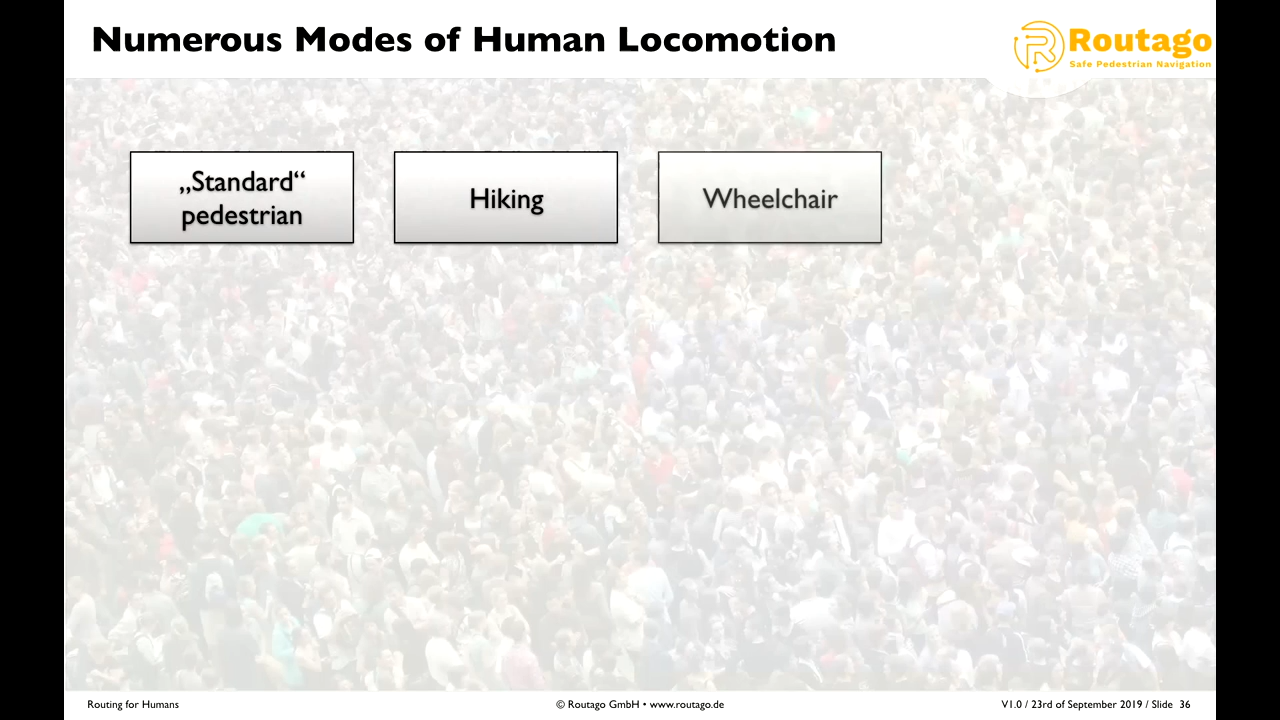 Numerous Modes of Human Locomotion
Routago
Safe Pedestrian Navigation
„Standard“
pedestrian
Hiking
Wheelchair
Routing for Humans
© Routago GmbH • www.routago.de
V1.0 / 23rd of September 2019 / Slide 36